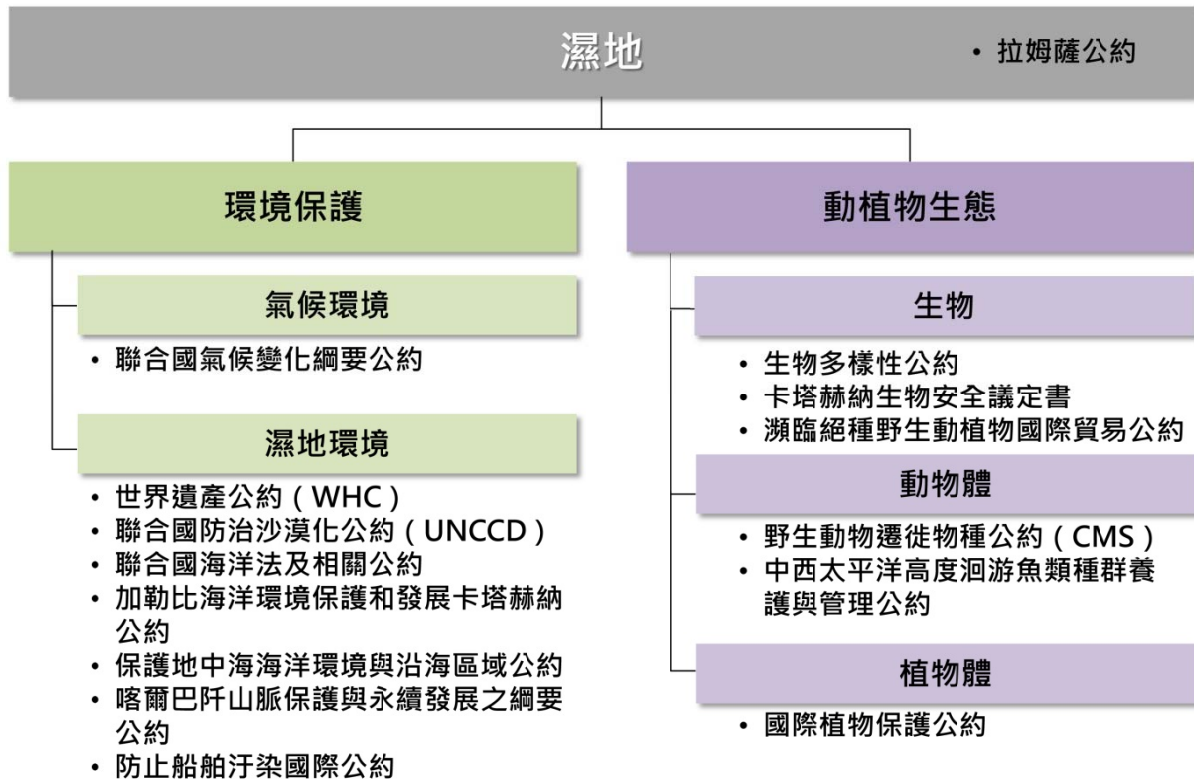 濕地
• 拉姆薩公約
環境保護
氣候環境
• 聯合國氣候變化綱要公約
濕地環境
• 世界遺產公約（WHC）
• 聯合國防治沙漠化公約（UNCCD）
• 聯合國海洋法及相關公約
• 加勒比海洋環境保護和發展卡塔赫納
公約
• 保護地中海海洋環境與沿海區域公約
• 喀爾巴阡山脈保護與永續發展之綱要
公約
• 防止船舶汙染國際公約
動植物生態
生物
• 生物多樣性公約
• 卡塔赫納生物安全議定書
• 瀕臨絕種野生動植物國際貿易公約
動物體
• 野生動物遷徙物種公約（CMS）
• 中西太平洋高度洄游魚類種群養
護與管理公約
植物體
• 國際植物保護公約